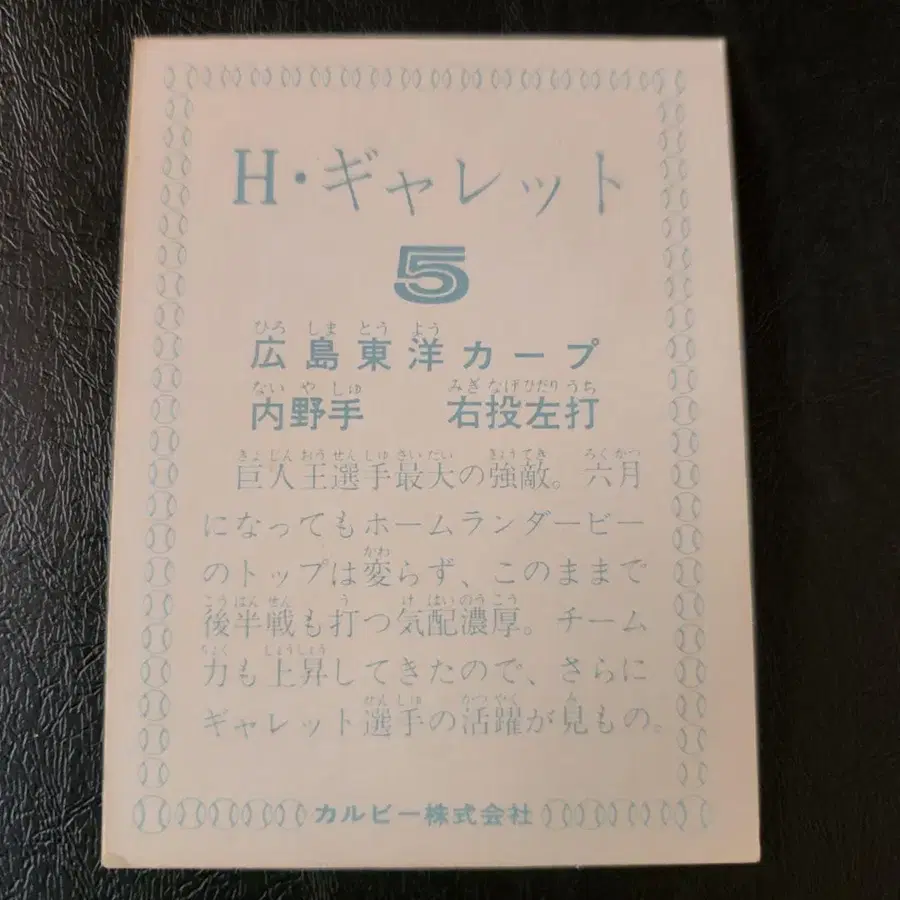 H・ギャレット
5
ひろ しま とう よう
広島東洋カープ
ない や しゅ みぎ なげ ひだり うち
内野手 右投左打
きょ じん おう せん しゅ さい だい きょう てき ろく がつ
巨人王選手最大の強敵。六月
になってもホームランダービー
かわ
のトップは変らず、このままで
こう はん せん う け はい のう こう
後半戦も打つ気配濃厚。チーム
りょく じょう しょう
力も上昇してきたので、さらに
せん しゅ かつ やく み
ギャレット選手の活躍が見もの。
カルビー株式会社